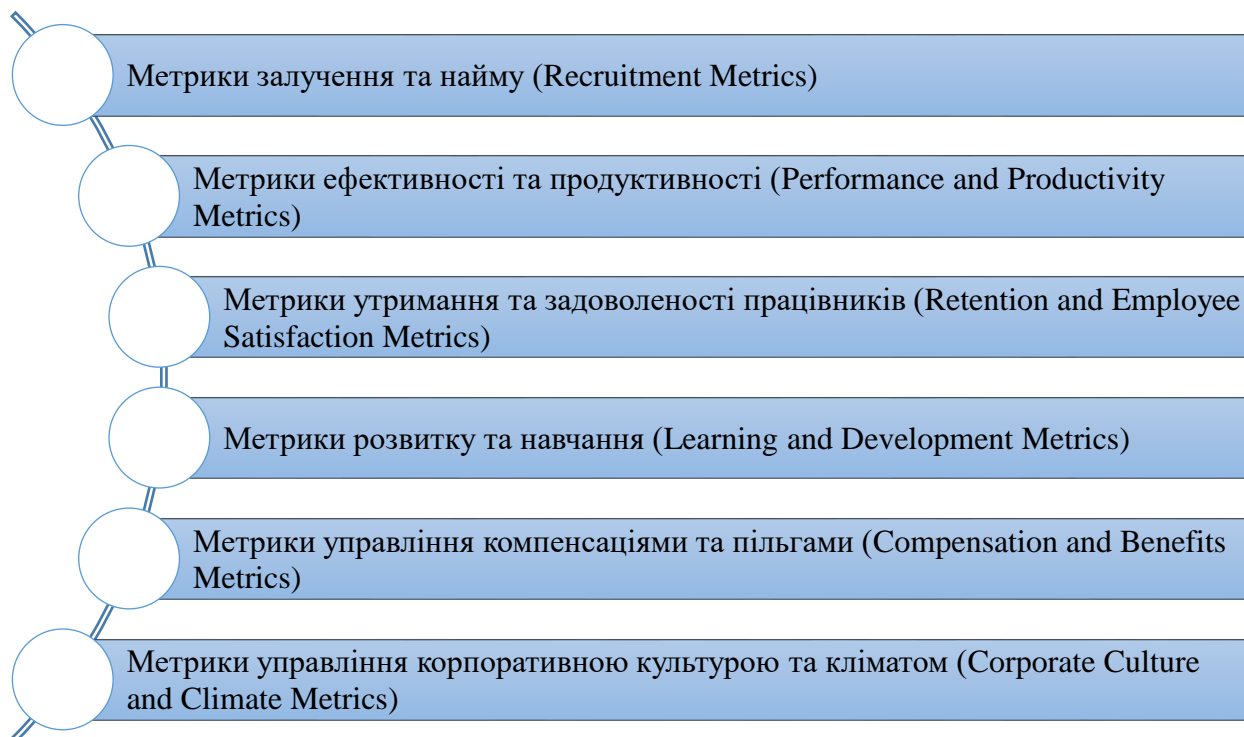 Метрики залучення та найму (Recruitment Metrics)
Метрики ефективності та продуктивності (Performance and Productivity
Metrics)
Метрики утримання та задоволеності працівників (Retention and Employee
Satisfaction Metrics)
Метрики розвитку та навчання (Learning and Development Metrics)
Метрики управління компенсаціями та пільгами (Compensation and Benefits
Metrics)
Метрики управління корпоративною культурою та кліматом (Corporate Culture
and Climate Metrics)